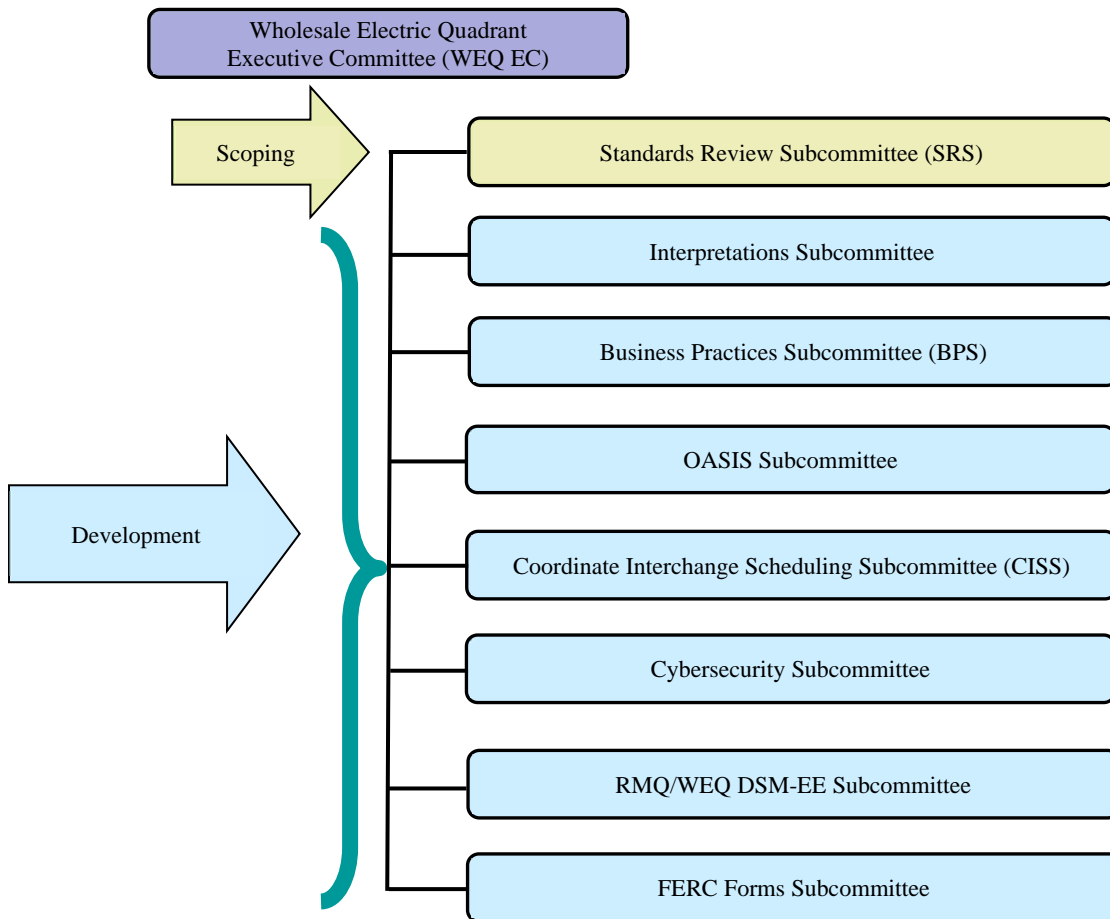 Wholesale Electric Quadrant
Executive Committee (WEQ EC)
Scoping
Standards Review Subcommittee (SRS)
Interpretations Subcommittee
Business Practices Subcommittee (BPS)
OASIS Subcommittee
Development
Coordinate Interchange Scheduling Subcommittee (CISS)
Cybersecurity Subcommittee
RMQ/WEQ DSM-EE Subcommittee
FERC Forms Subcommittee